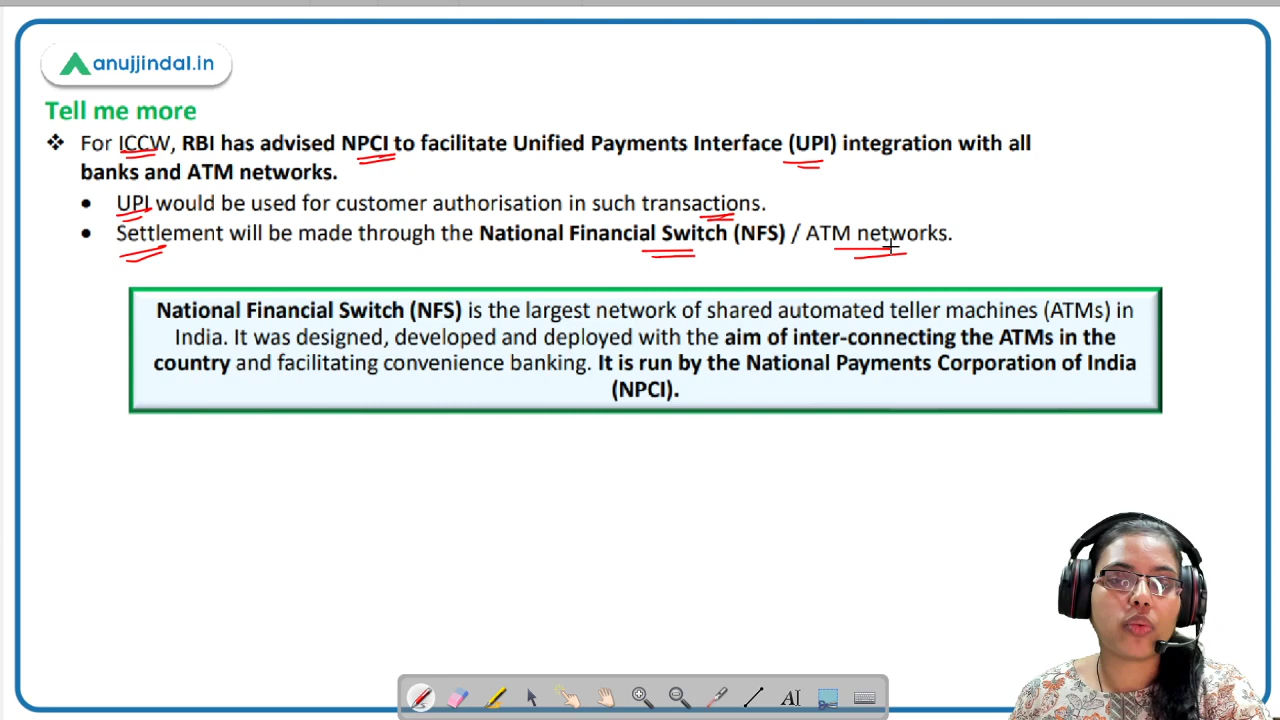 anujjindal.in
Tell me more
❖ For ICCW, RBI has advised NPCI to facilitate Unified Payments Interface (UPI) integration with all
banks and ATM networks.
• UPI would be used for customer authorisation in such transactions.
• Settlement will be made through the National Financial Switch (NFS) / ATM networks.
National Financial Switch (NFS) is the largest network of shared automated teller machines (ATMs) in
India. It was designed, developed and deployed with the aim of inter-connecting the ATMs in the
country and facilitating convenience banking. It is run by the National Payments Corporation of India
(NPCI).
AI